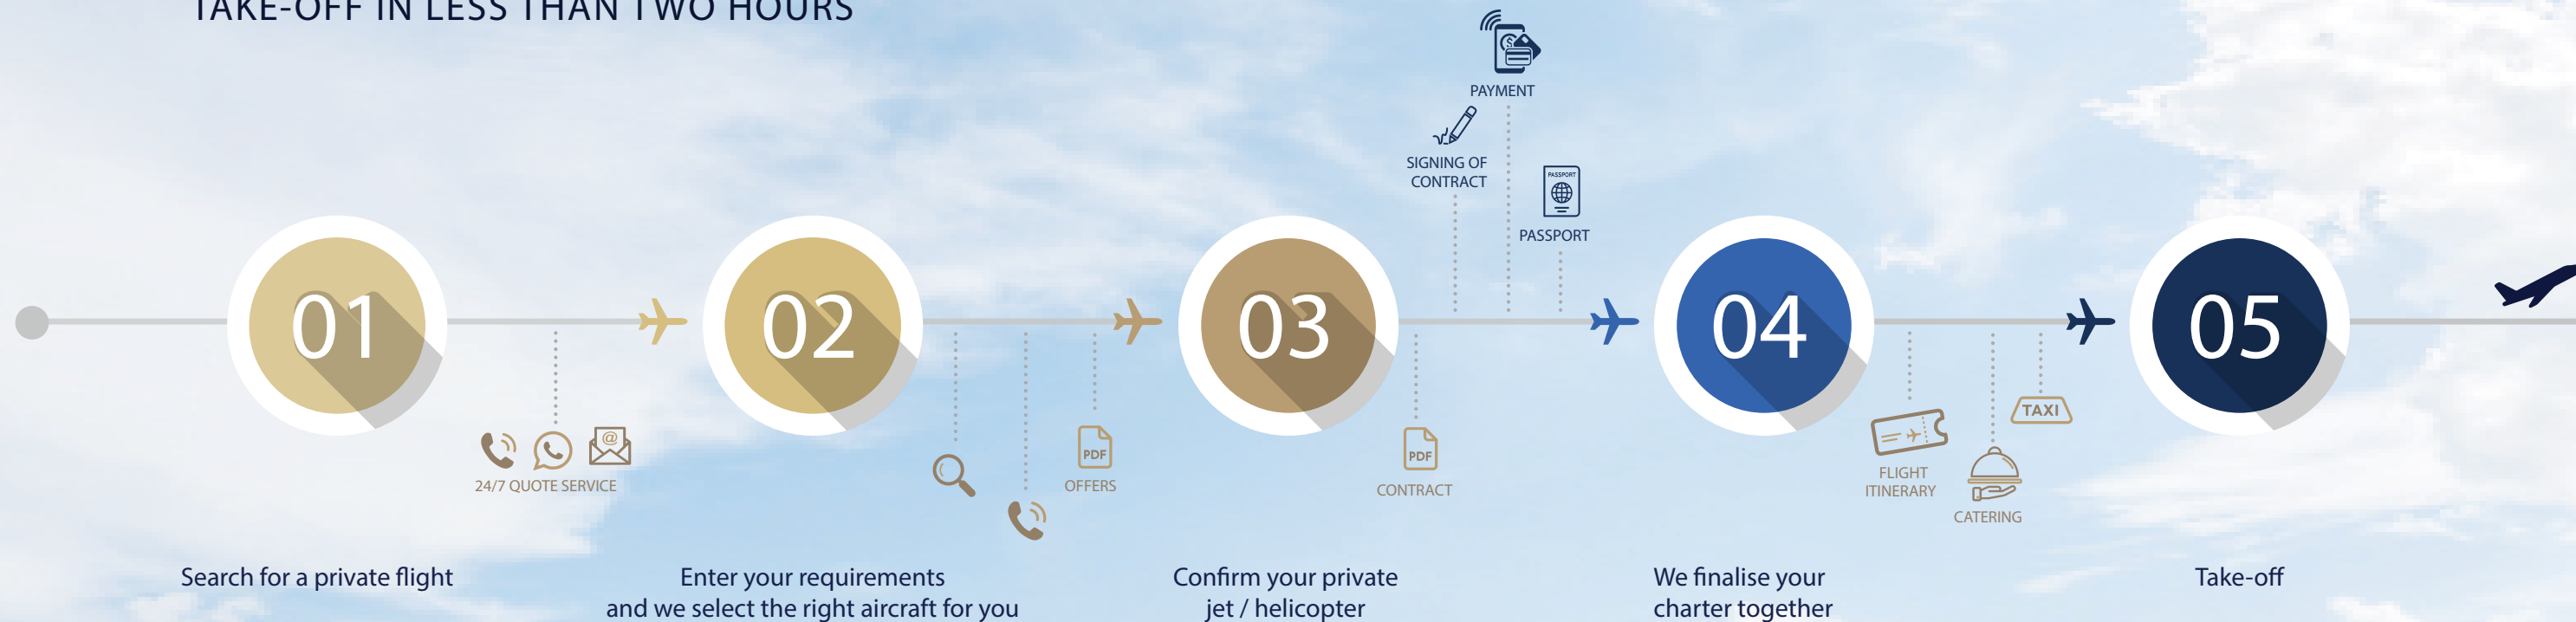 TAKE-OFF IN LESS THAN TWO HOURS
PAYMENT
SIGNING OF
CONTRACT
PASSPORT
PASSPORT
01
02
03
04
05
@
24/7 QUOTE SERVICE
PDF
OFFERS
PDF
CONTRACT
FLIGHT
ITINERARY
CATERING
TAXI
Search for a private flight
Enter your requirements
and we select the right aircraft for you
Confirm your private
jet / helicopter
We finalise your
charter together
Take-off